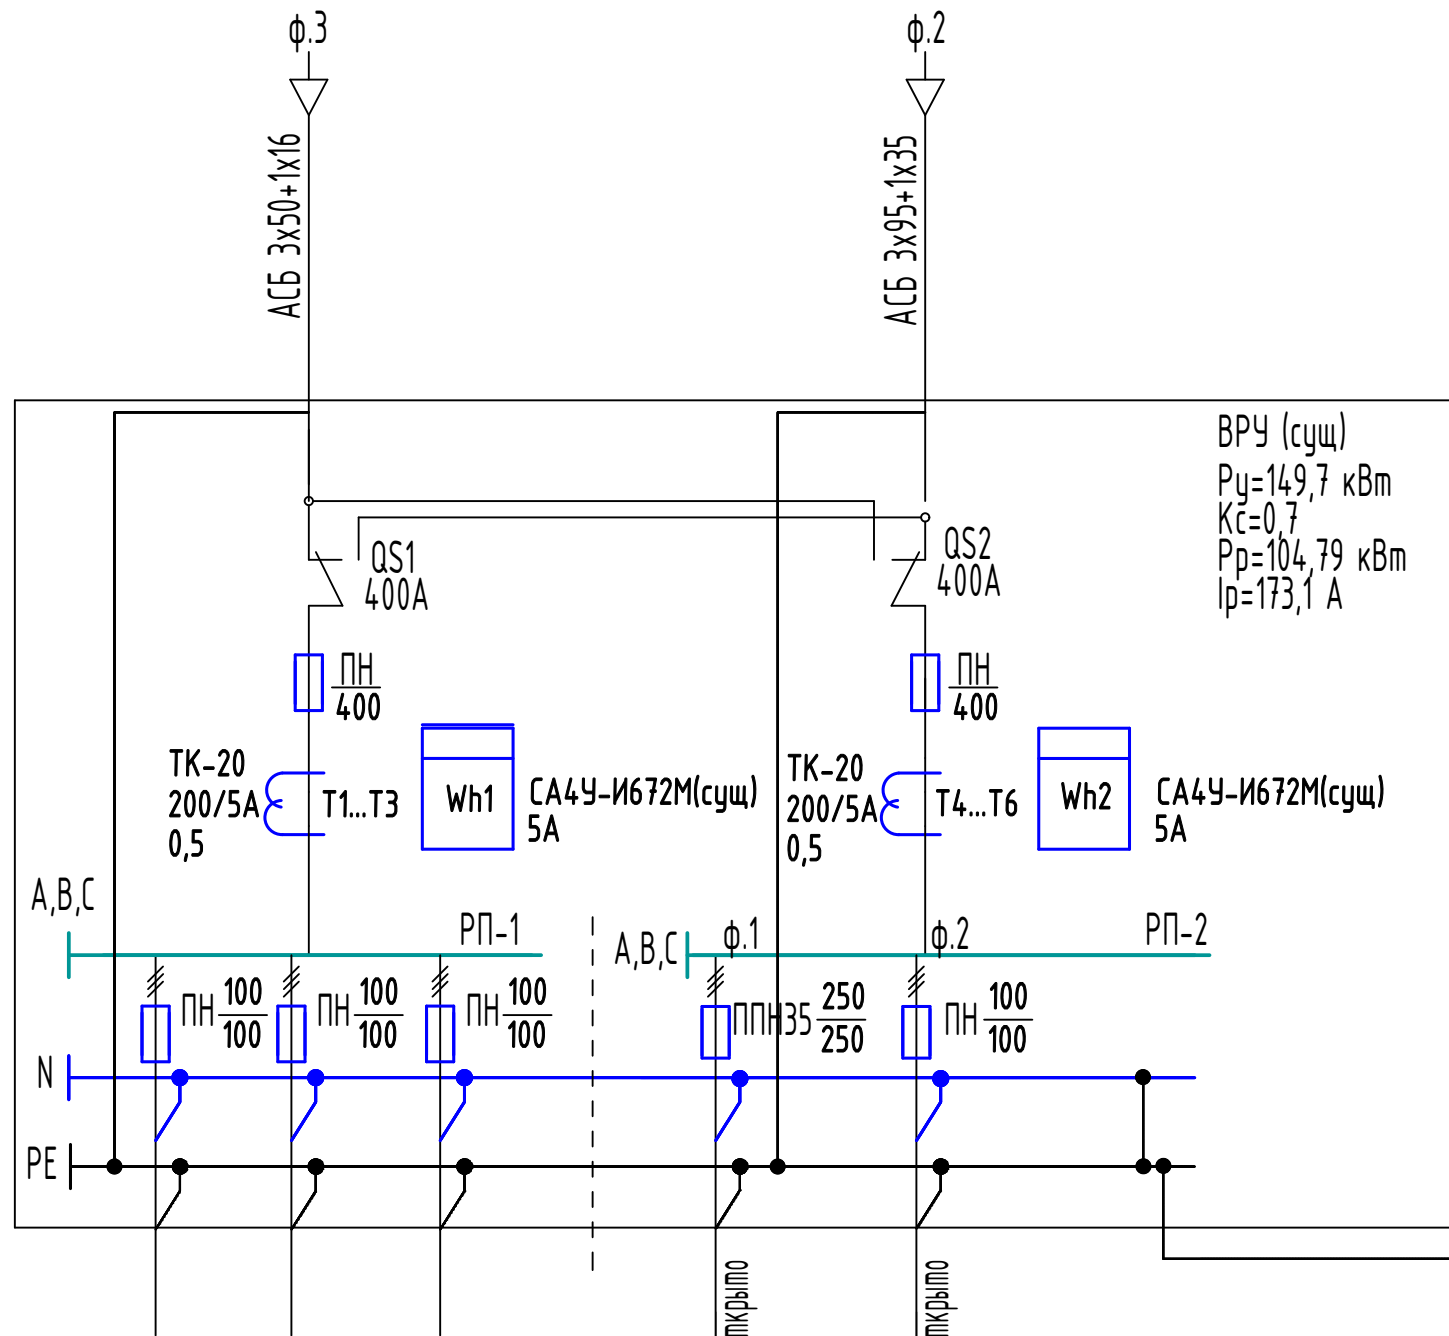 ф.3
ф.2
АСБ 3х50+1х16
АСБ 3х95+1х35
ВРУ (сущ)
Ру=149,7 кВт
Кс=0,7
Рр=104,79 кВт
Iр=173,1 А
QS1
400А
QS2
400А
ПН
400
ПН
400
ТК-20
200/5А
0,5
Т1...Т3
Wh1
СА4У-И672М(сущ)
5А
ТК-20
200/5А
0,5
Т4...Т6
Wh2
СА4У-И672М(сущ)
5А
А,В,С
РП-1
А,В,С
ф.1
ф.2
РП-2
ПН 100
100
ПН 100
100
ПН 100
100
ППН35 250
250
ПН 100
100
N
PE